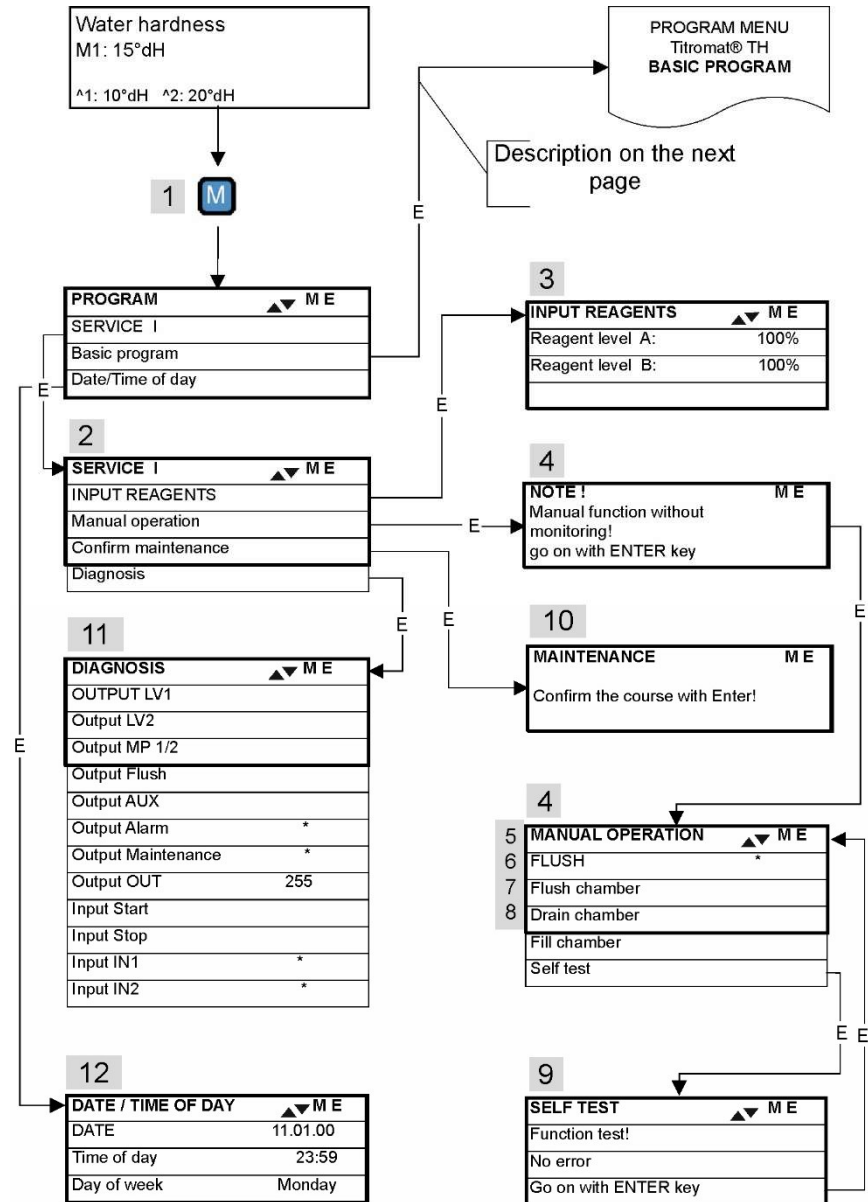 Water hardness
M1: 15°dH
^1: 10°dH ^2: 20°dH
PROGRAM MENU
Titromat® TH
BASIC PROGRAM
Description on the next
page
1 M
E
PROGRAM ▲▼ M E
SERVICE I
Basic program
Date/Time of day
E
3
INPUT REAGENTS ▲▼ M E
Reagent level A: 100%
Reagent level B: 100%
E
2
SERVICE I ▲▼ M E
INPUT REAGENTS
Manual operation
Confirm maintenance
Diagnosis
E
4
NOTE ! M E
Manual function without
monitoring!
go on with ENTER key
E
E
E
10
MAINTENANCE M E
Confirm the course with Enter!
11
DIAGNOSIS ▲▼ M E
OUTPUT LV1
Output LV2
Output MP 1/2
Output Flush
Output AUX
Output Alarm *
Output Maintenance *
Output OUT 255
Input Start
Input Stop
Input IN1 *
Input IN2 *
E
4
5 MANUAL OPERATION ▲▼ M E
6 FLUSH *
7 Flush chamber
8 Drain chamber
Fill chamber
Self test
E E
12
DATE / TIME OF DAY ▲▼ M E
DATE 11.01.00
Time of day 23:59
Day of week Monday
9
SELF TEST ▲▼ M E
Function test!
No error
Go on with ENTER key